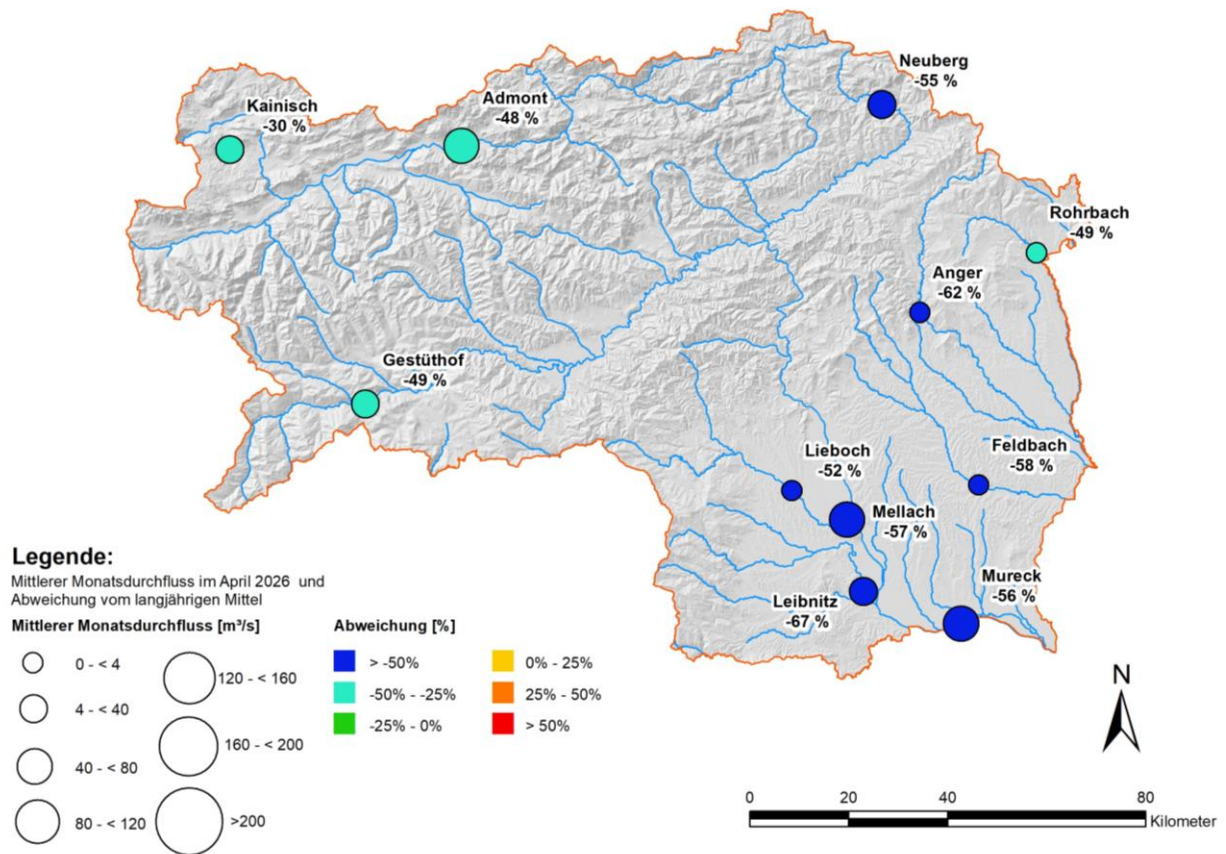 Neuberg
-55 %
Kainisch
-30 %
Admont
-48 %
Rohrbach
-49 %
Anger
-62 %
Gestüthof
-49 %
Lieboch
-52 %
Feldbach
-58 %
Mellach
-57 %
Mureck
-56 %
Leibnitz
-67 %
Legende:
Mittlerer Monatsdurchfluss im April 2026 und
Abweichung vom langjährigen Mittel
Mittlerer Monatsdurchfluss [m³/s]
0 - < 4
4 - < 40
40 - < 80
80 - < 120
120 - < 160
160 - < 200
>200
Abweichung [%]
> -50%
-50% - -25%
-25% - 0%
0% - 25%
25% - 50%
> 50%
N
0 20 40 80
Kilometer